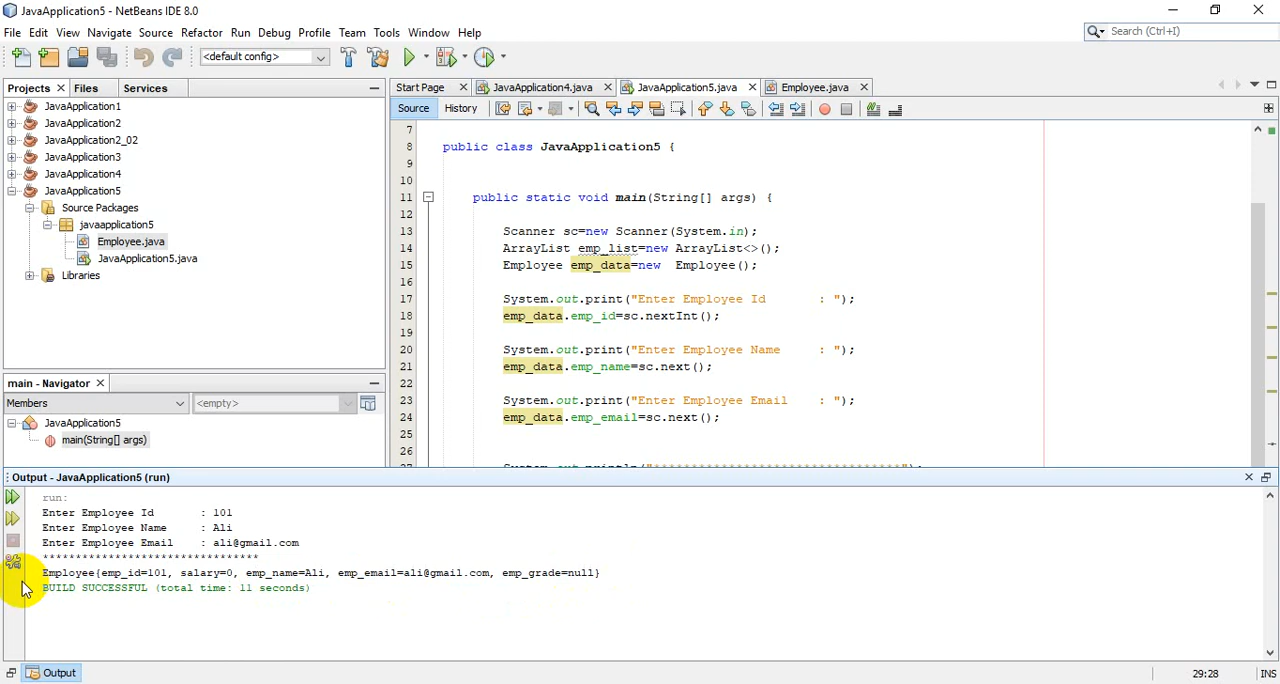 JavaApplication5 - NetBeans IDE 8.0
File Edit View Navigate Source Refactor Run Debug Profile Team Tools Window Help
Search (Ctrl+I)
<default config>
Projects Files Services
Start Page JavaApplication4.java JavaApplication5.java Employee.java
Source History
JavaApplication1
JavaApplication2
JavaApplication2_02
JavaApplication3
JavaApplication4
JavaApplication5
Source Packages
javaapplication5
Employee.java
JavaApplication5.java
Libraries
main - Navigator
Members <empty>
JavaApplication5
main(String[] args)
7
8 public class JavaApplication5 {
9
10
11 public static void main(String[] args) {
12
13 Scanner sc=new Scanner(System.in);
14 ArrayList emp_list=new ArrayList<>();
15 Employee emp_data=new  Employee();
16
17 System.out.print("Enter Employee Id       : ");
18 emp_data.emp_id=sc.nextInt();
19
20 System.out.print("Enter Employee Name     : ");
21 emp_data.emp_name=sc.next();
22
23 System.out.print("Enter Employee Email    : ");
24 emp_data.emp_email=sc.next();
25
26
Output - JavaApplication5 (run)
run:
Enter Employee Id       : 101
Enter Employee Name     : Ali
Enter Employee Email    : ali@gmail.com
*********************************
Employee{emp_id=101, salary=0, emp_name=Ali, emp_email=ali@gmail.com, emp_grade=null}
BUILD SUCCESSFUL (total time: 11 seconds)
Output
29:28 INS